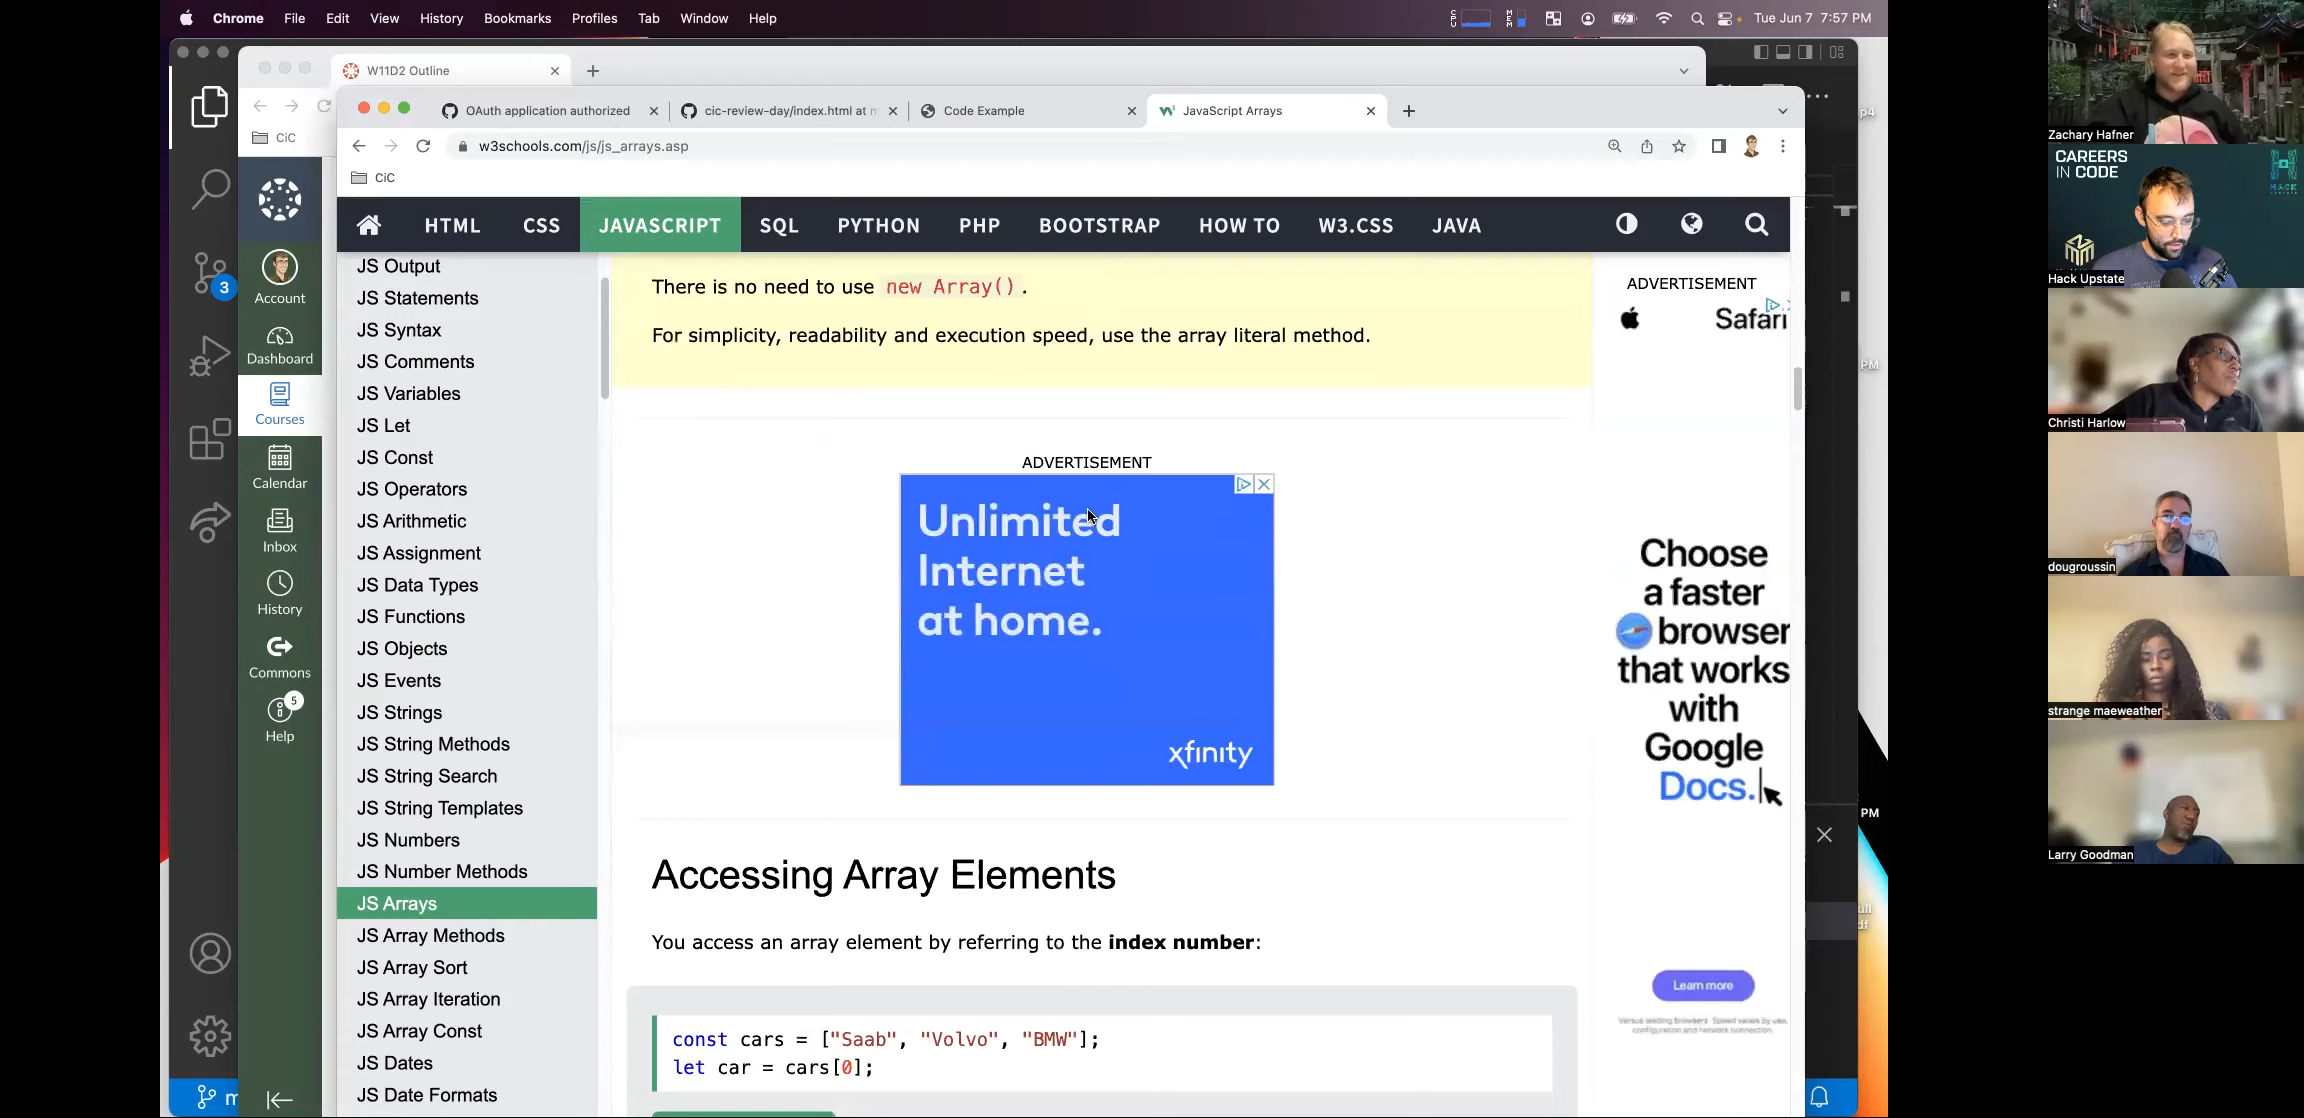 Chrome File Edit View History Bookmarks Profiles Tab Window Help
CPU
MEM
Tue Jun 7 7:57 PM
W11D2 Outline
OAuth application authorized
cic-review-day/index.html at
Code Example
JavaScript Arrays
w3schools.com/js/js_arrays.asp
CiC
CiC
HTML CSS JAVASCRIPT SQL PYTHON PHP BOOTSTRAP HOW TO W3.CSS JAVA
3
Account
Dashboard
Courses
Calendar
Inbox
History
Commons
5
Help
JS Output
JS Statements
JS Syntax
JS Comments
JS Variables
JS Let
JS Const
JS Operators
JS Arithmetic
JS Assignment
JS Data Types
JS Functions
JS Objects
JS Events
JS Strings
JS String Methods
JS String Search
JS String Templates
JS Numbers
JS Number Methods
JS Arrays
JS Array Methods
JS Array Sort
JS Array Iteration
JS Array Const
JS Dates
JS Date Formats
There is no need to use new Array().
For simplicity, readability and execution speed, use the array literal method.
ADVERTISEMENT
Unlimited
Internet
at home.
xfinity
Accessing Array Elements
You access an array element by referring to the index number:
const cars = ["Saab", "Volvo", "BMW"];
let car = cars[0];
ADVERTISEMENT
Safari
Choose
a faster
browser
that works
with
Google
Docs.
Learn more
p4
PM
PM
Zachary Hafner
CAREERS
IN CODE
HACK
UPSTATE
Hack Upstate
Christi Harlow
dougroussin
strange maeweather
Larry Goodman